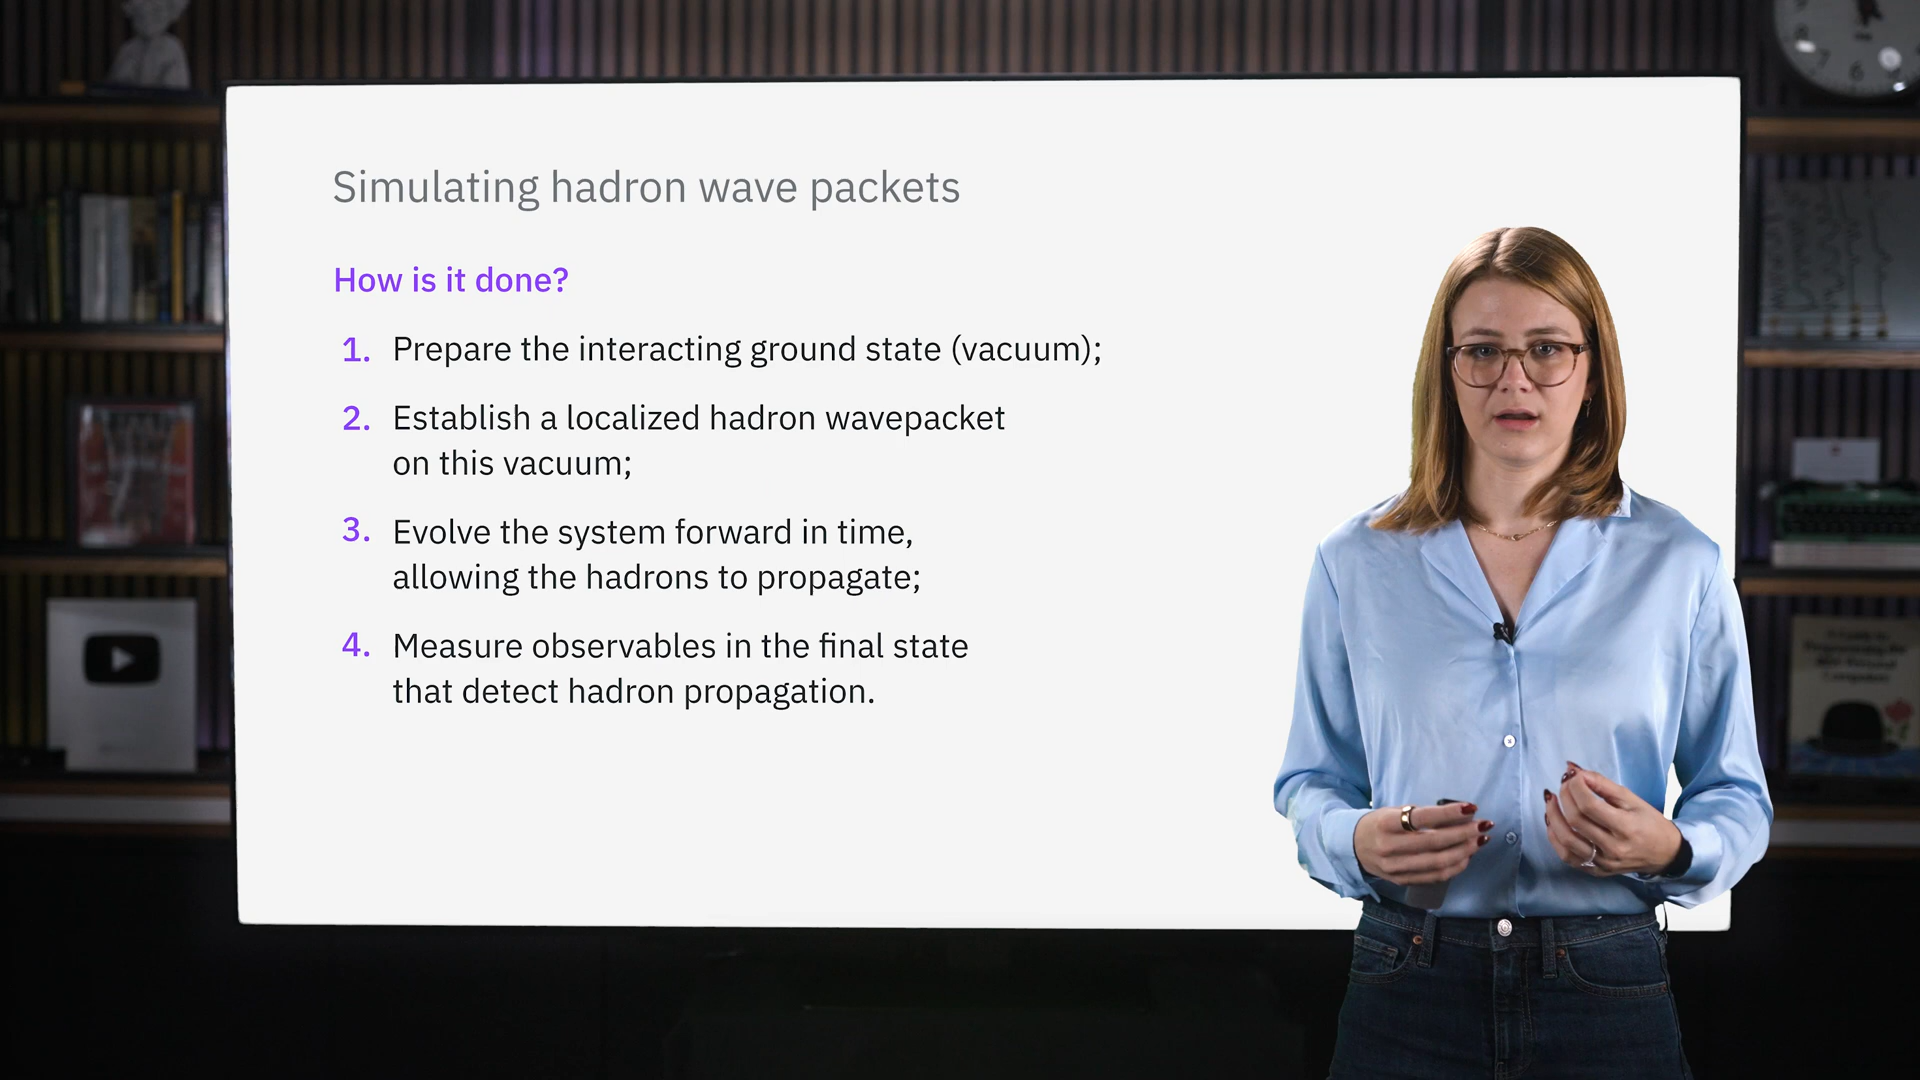 Simulating hadron wave packets
How is it done?
1. Prepare the interacting ground state (vacuum);
2. Establish a localized hadron wavepacket
on this vacuum;
3. Evolve the system forward in time,
allowing the hadrons to propagate;
4. Measure observables in the final state
that detect hadron propagation.